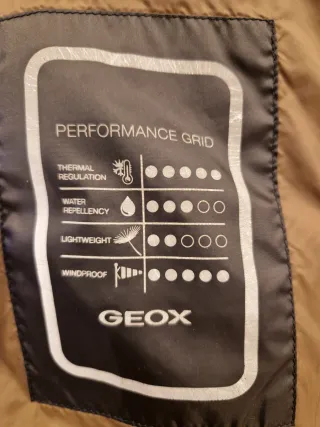 PERFORMANCE GRID
THERMAL
REGULATION
WATER
REPELLENCY
LIGHTWEIGHT
WINDPROOF
GEOX